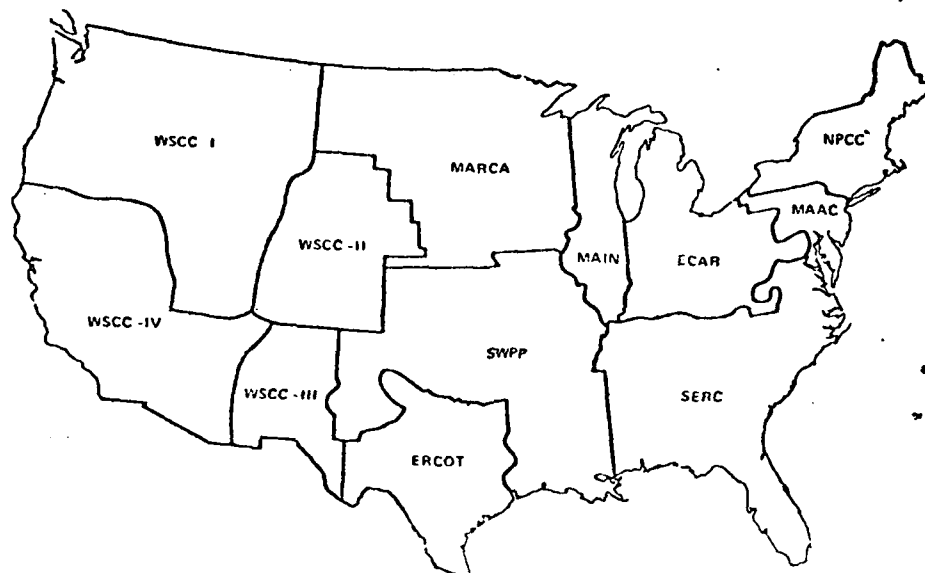 WSCC - I
MARCA
NPCC
MAAC
WSCC - II
MAIN
ECAR
WSCC - IV
SWPP
WSCC - III
SERC
ERCOT